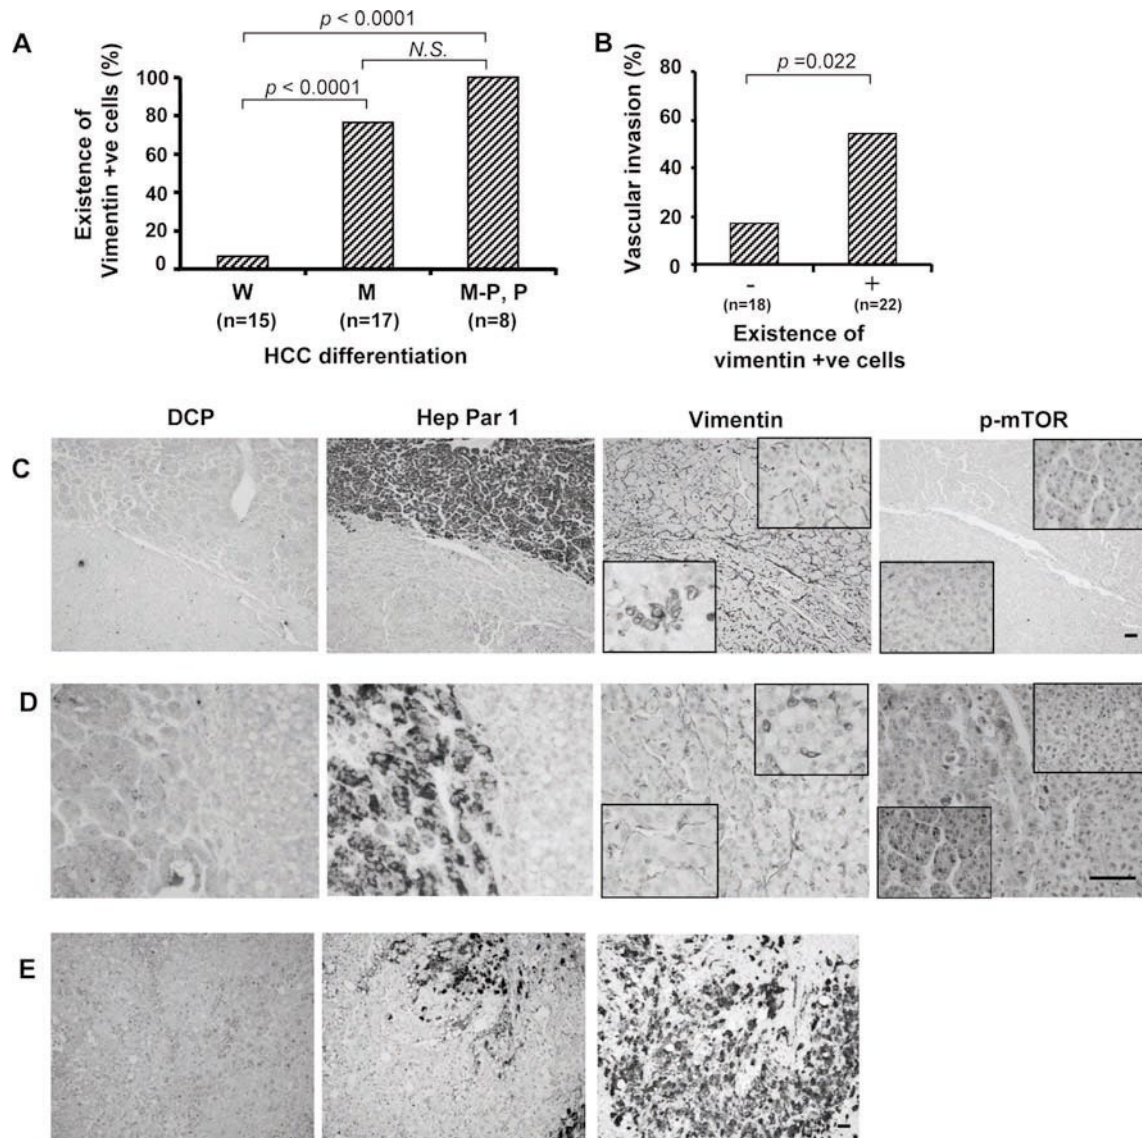 A
p < 0.0001
N.S.
p < 0.0001
Existence of
Vimentin +ve cells (%)
100
80
60
40
20
0
W
M
M-P, P
(n=15)
(n=17)
(n=8)
HCC differentiation
B
p =0.022
Vascular invasion (%)
80
60
40
20
0
-
+
(n=18)
(n=22)
Existence of
vimentin +ve cells
DCP
Hep Par 1
Vimentin
p-mTOR
C
D
E